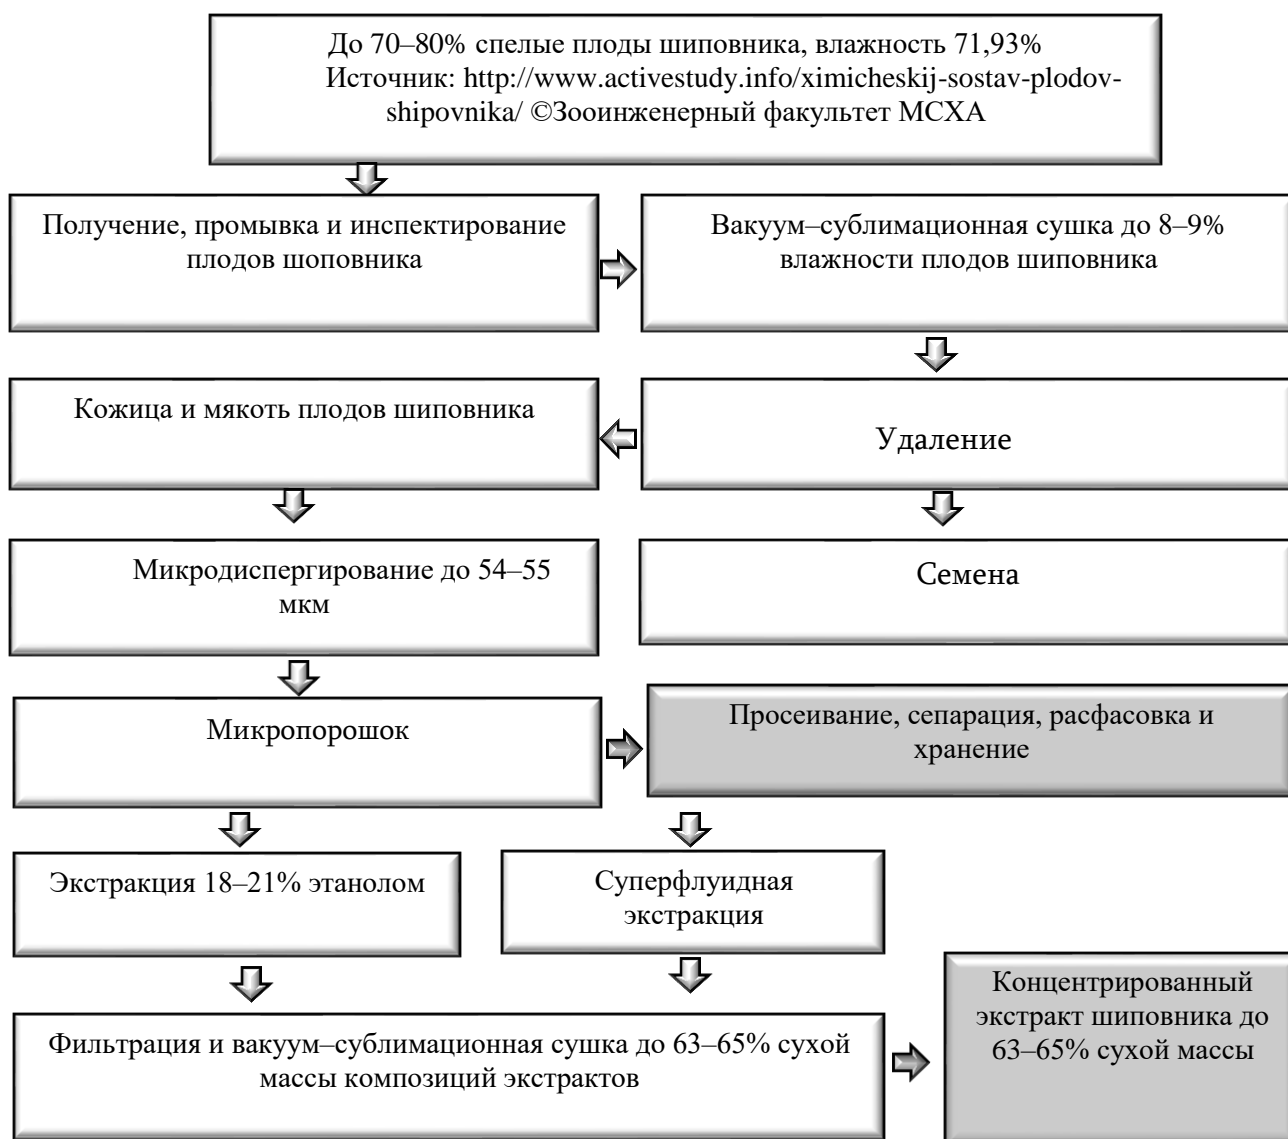 До 70–80% спелые плоды шиповника, влажность 71,93%
Источник: http://www.activestudy.info/ximicheskij-sostav-plodov-
shipovnika/ ©Зооинженерный факультет МСХА
Получение, промывка и инспектирование
плодов шоповника
Вакуум–сублимационная сушка до 8–9%
влажности плодов шиповника
Кожица и мякоть плодов шиповника
Удаление
Микродиспергирование до 54–55
мкм
Семена
Микропорошок
Просеивание, сепарация, расфасовка и
хранение
Экстракция 18–21% этанолом
Суперфлуидная
экстракция
Фильтрация и вакуум–сублимационная сушка до 63–65% сухой
массы композиций экстрактов
Концентрированный
экстракт шиповника до
63–65% сухой массы